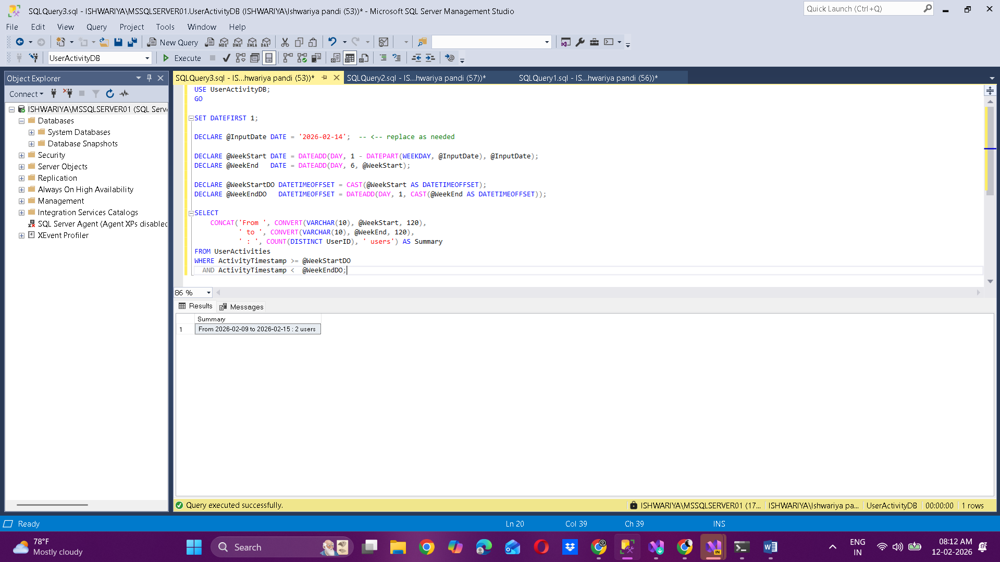 SQLQuery3.sql - ISHWARIYA\MSSQLSERVER01.UserActivityDB (ISHWARIYA\Ishwariya pandi (53))* - Microsoft SQL Server Management Studio
Quick Launch (Ctrl+Q)
File Edit View Query Project Tools Window Help
New Query
MDX DMX XMLA DAX
UserActivityDB
Execute
Object Explorer
Connect
ISHWARIYA\MSSQLSERVER01 (SQL Serv
Databases
System Databases
Database Snapshots
Security
Server Objects
Replication
Always On High Availability
Management
Integration Services Catalogs
SQL Server Agent (Agent XPs disabled
XEvent Profiler
SQLQuery3.sql - IS...hwariya pandi (53))*
SQLQuery2.sql - IS...hwariya pandi (57))*
SQLQuery1.sql - IS...hwariya pandi (56))*
USE UserActivityDB;
GO
SET DATEFIRST 1;
DECLARE @InputDate DATE = '2026-02-14';  -- <-- replace as needed
DECLARE @WeekStart DATE = DATEADD(DAY, 1 - DATEPART(WEEKDAY, @InputDate), @InputDate);
DECLARE @WeekEnd   DATE = DATEADD(DAY, 6, @WeekStart);
DECLARE @WeekStartDO DATETIMEOFFSET = CAST(@WeekStart AS DATETIMEOFFSET);
DECLARE @WeekEndDO   DATETIMEOFFSET = DATEADD(DAY, 1, CAST(@WeekEnd AS DATETIMEOFFSET));
SELECT
CONCAT('From ', CONVERT(VARCHAR(10), @WeekStart, 120),
' to ', CONVERT(VARCHAR(10), @WeekEnd, 120),
' : ', COUNT(DISTINCT UserID), ' users') AS Summary
FROM UserActivities
WHERE ActivityTimestamp >= @WeekStartDO
AND ActivityTimestamp <  @WeekEndDO;
86 %
Results Messages
Summary
1 From 2026-02-09 to 2026-02-15 : 2 users
Query executed successfully.
ISHWARIYA\MSSQLSERVER01 (17... ISHWARIYA\Ishwariya pa... UserActivityDB 00:00:00 1 rows
Ready
Ln 20 Col 39 Ch 39 INS
78°F
Mostly cloudy
Search
ENG
IN
08:12 AM
12-02-2026